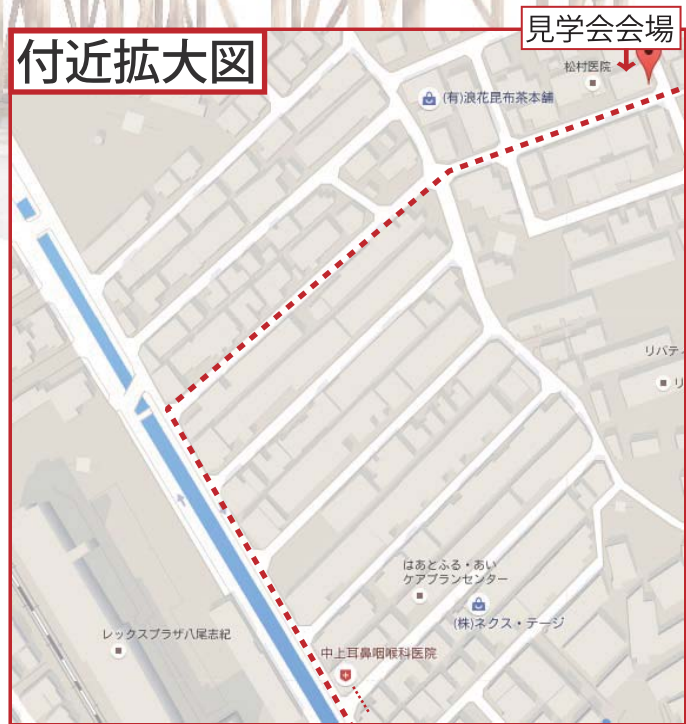 見学会会場
付近拡大図
松村医院
(有)浪花昆布茶本舗
リバティ
リ
はあとふる・あい
ケアプランセンター
(株)ネクス・テージ
レックスプラザ八尾志紀
中上耳鼻咽喉科医院